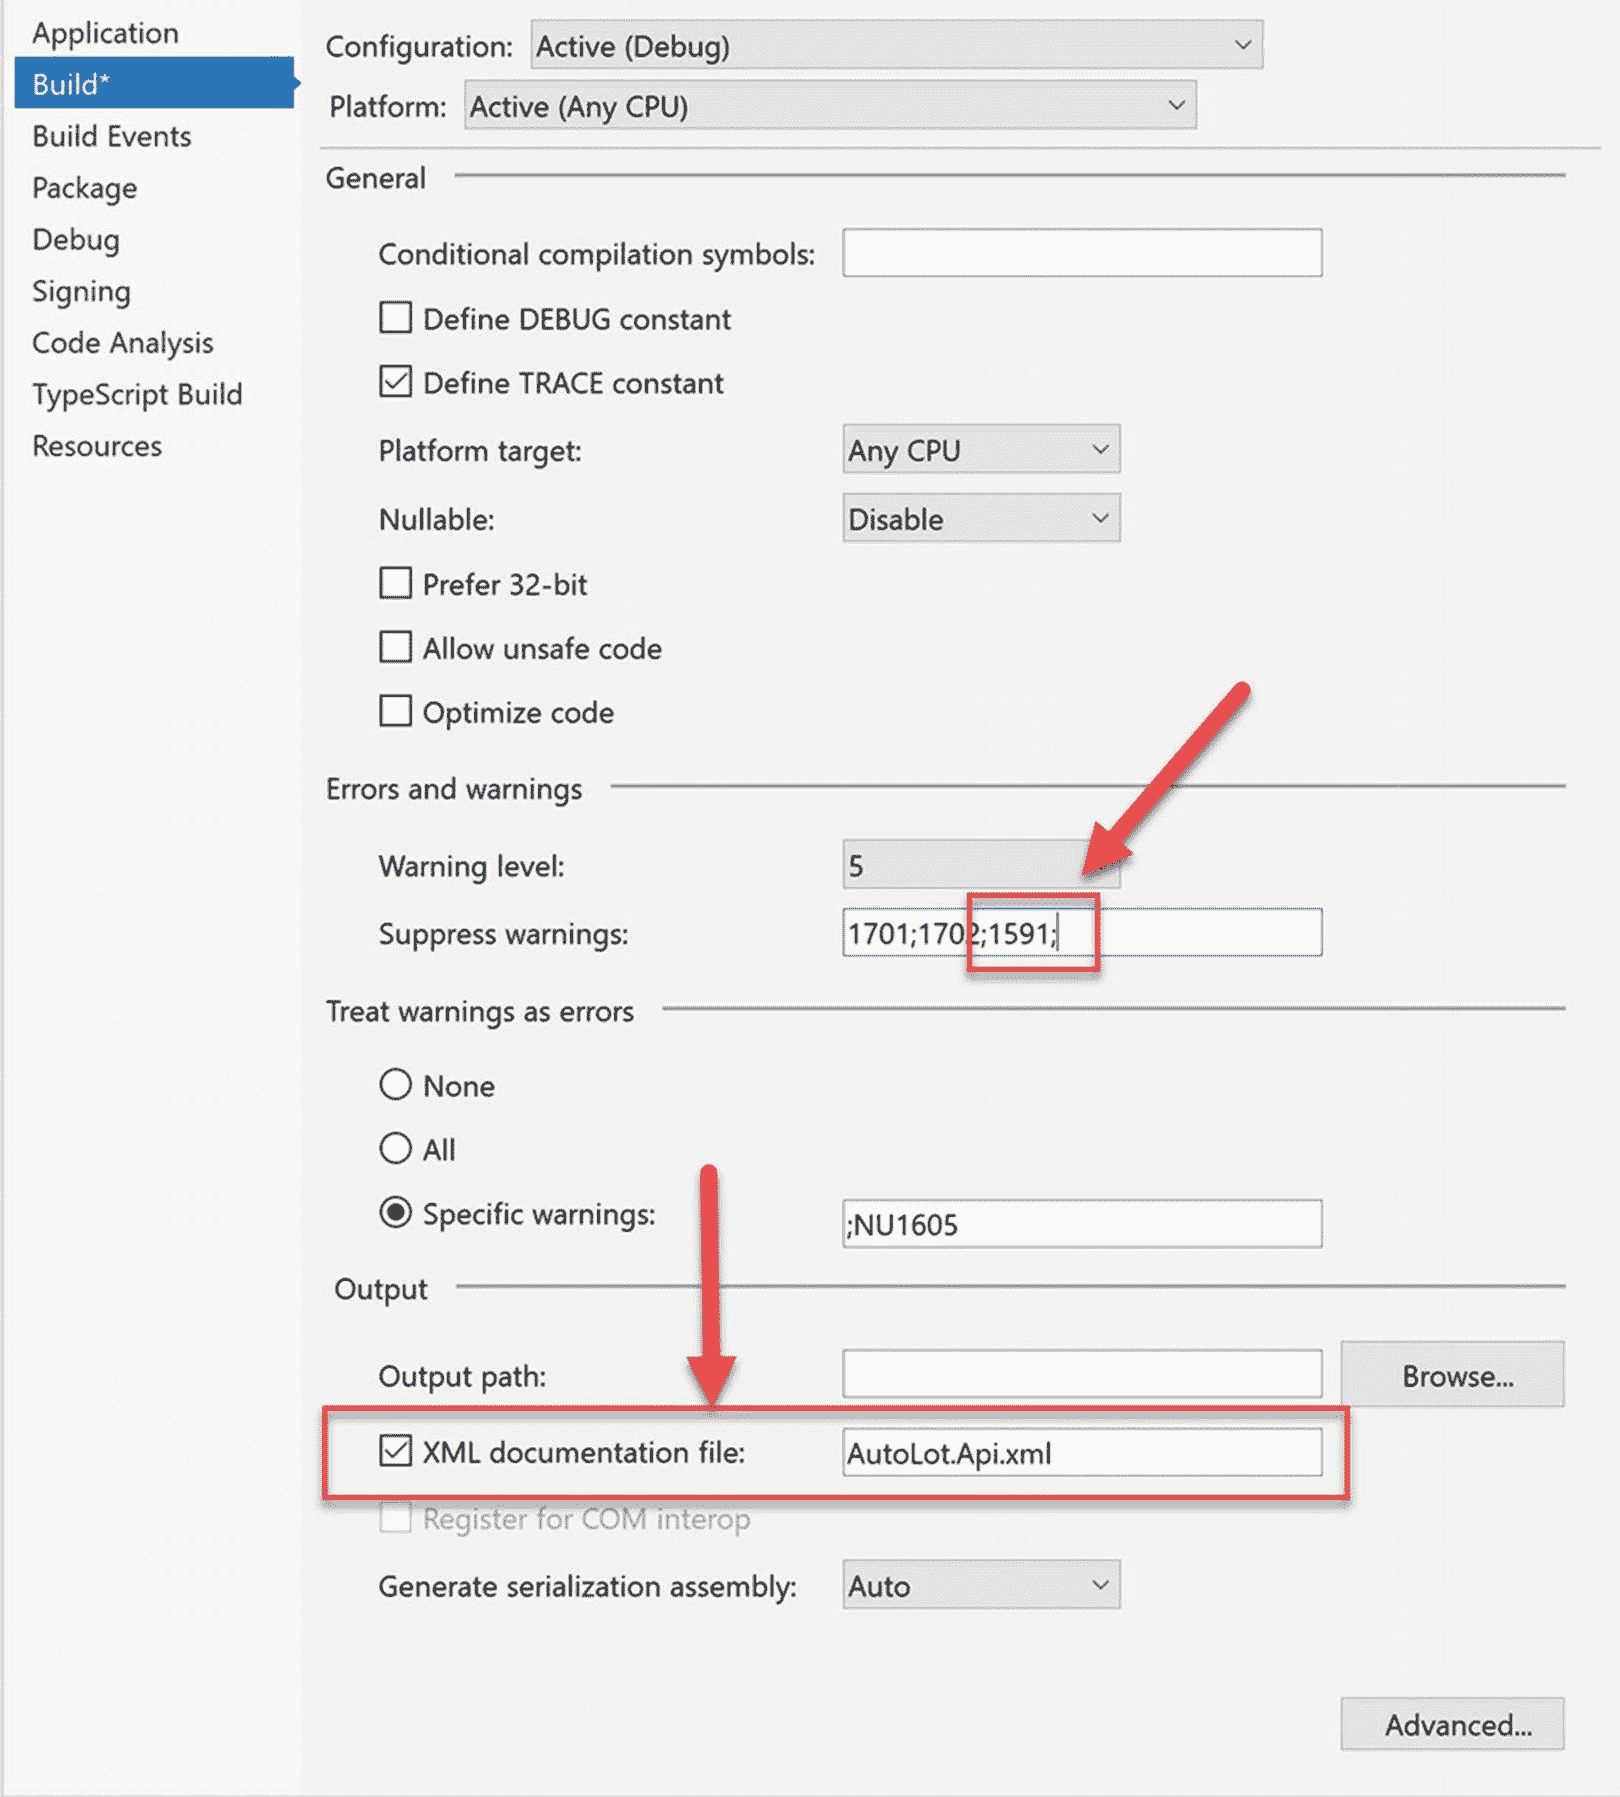 Application
Build*
Build Events
Package
Debug
Signing
Code Analysis
TypeScript Build
Resources
Configuration: Active (Debug)
Platform: Active (Any CPU)
General
Conditional compilation symbols:
Define DEBUG constant
Define TRACE constant
Platform target: Any CPU
Nullable: Disable
Prefer 32-bit
Allow unsafe code
Optimize code
Errors and warnings
Warning level: 5
Suppress warnings: 1701;1702;1591;
Treat warnings as errors
None
All
Specific warnings: ;NU1605
Output
Output path: Browse...
XML documentation file: AutoLot.Api.xml
Register for COM interop
Generate serialization assembly: Auto
Advanced...